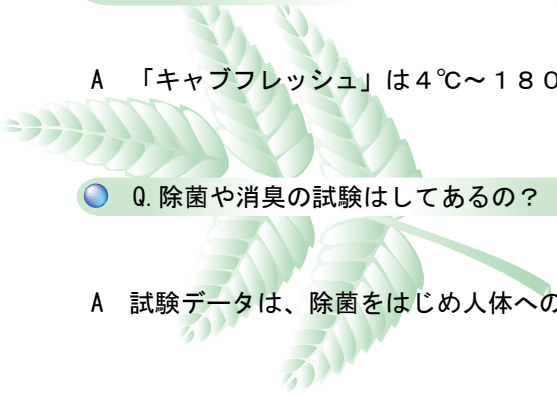 A　「キャブフレッシュ」は４℃～１８０
Q.除菌や消臭の試験はしてあるの？
A　試験データは、除菌をはじめ人体への